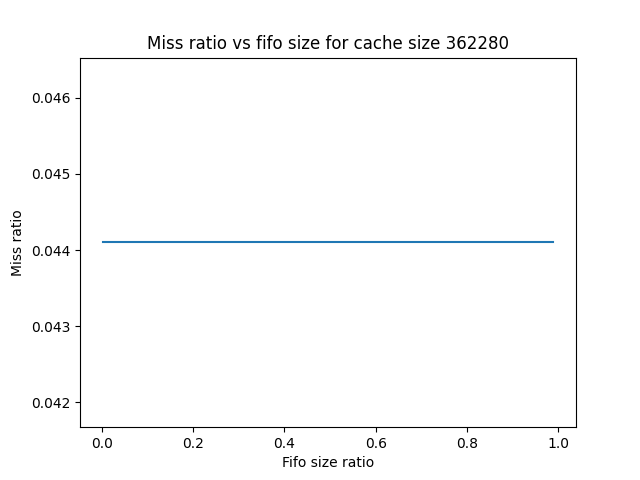 Miss ratio vs fifo size for cache size 362280
0.046
0.045
0.044
0.043
0.042
Miss ratio
0.0 0.2 0.4 0.6 0.8 1.0
Fifo size ratio